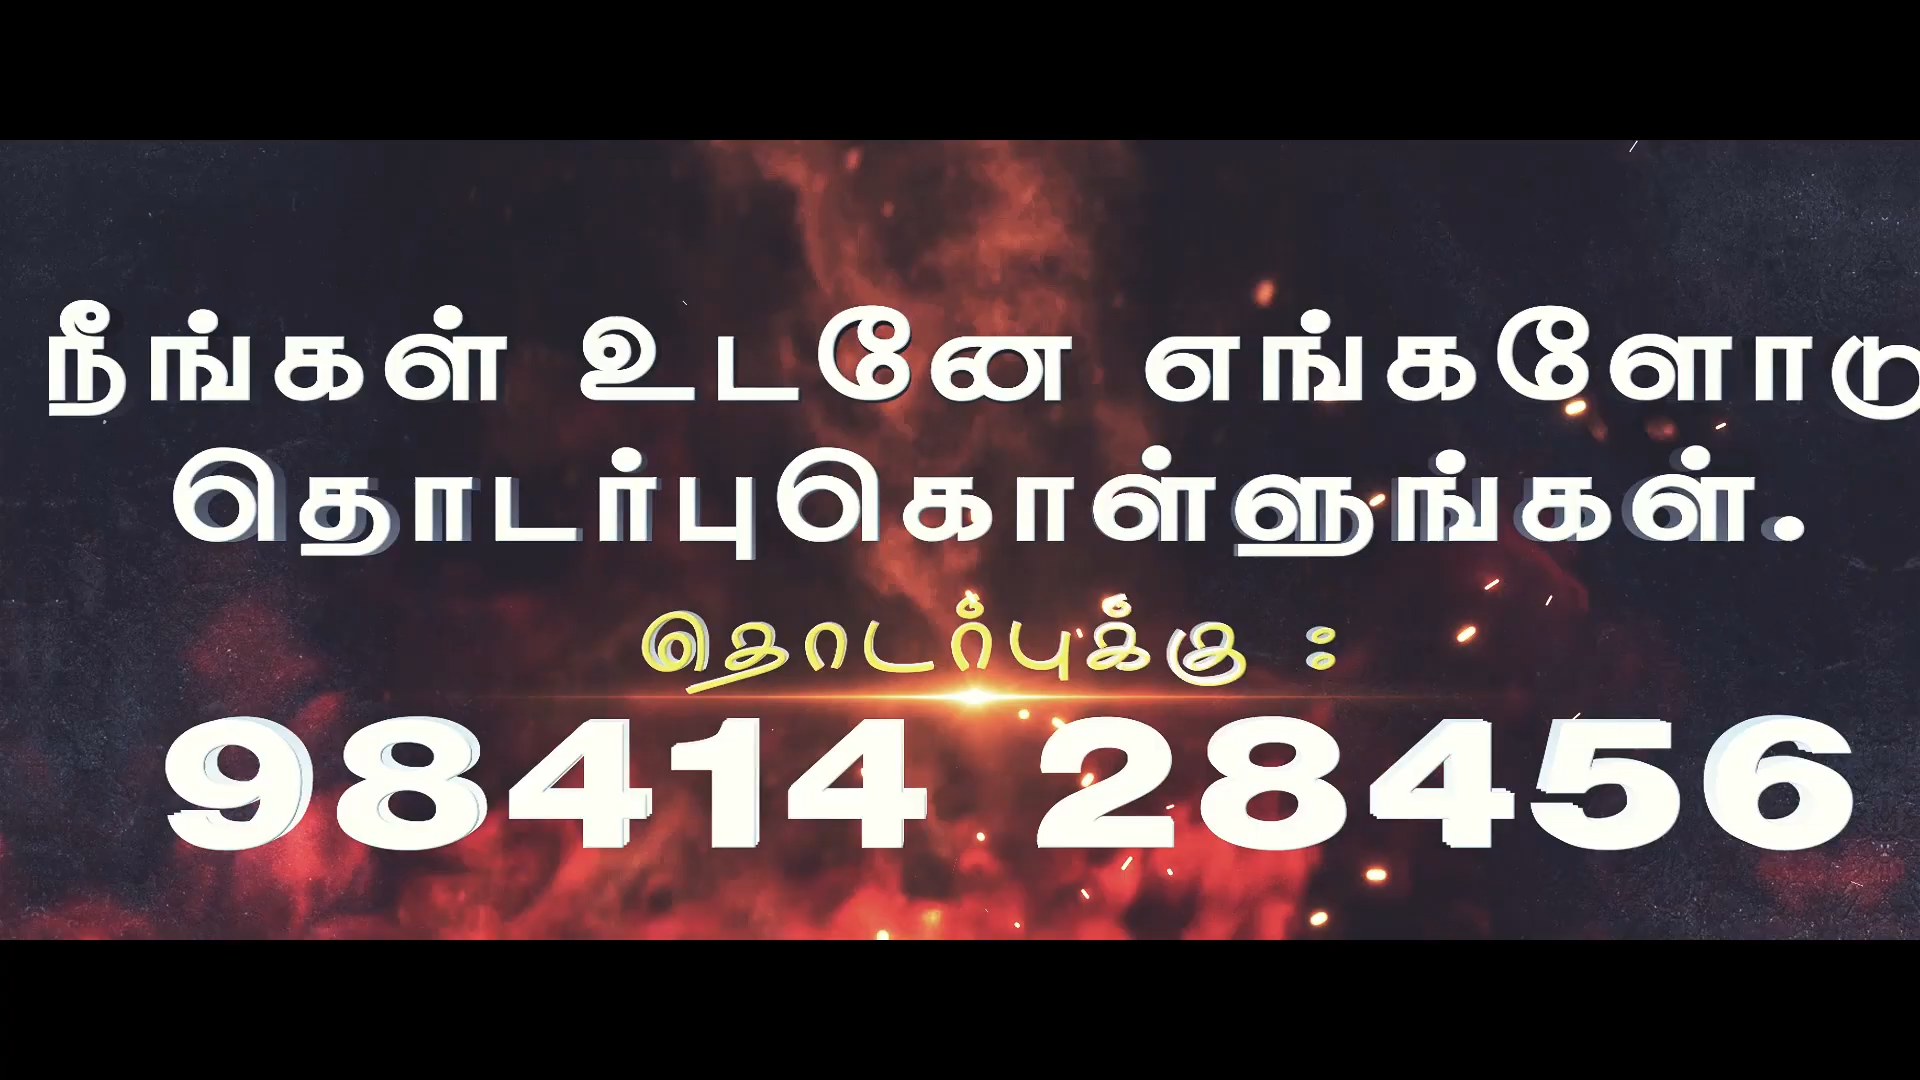 நீங்கள் உடனே எங்களோடு
தொடர்புகொள்ளுங்கள்.
தொடர்புக்கு :
98414 28456